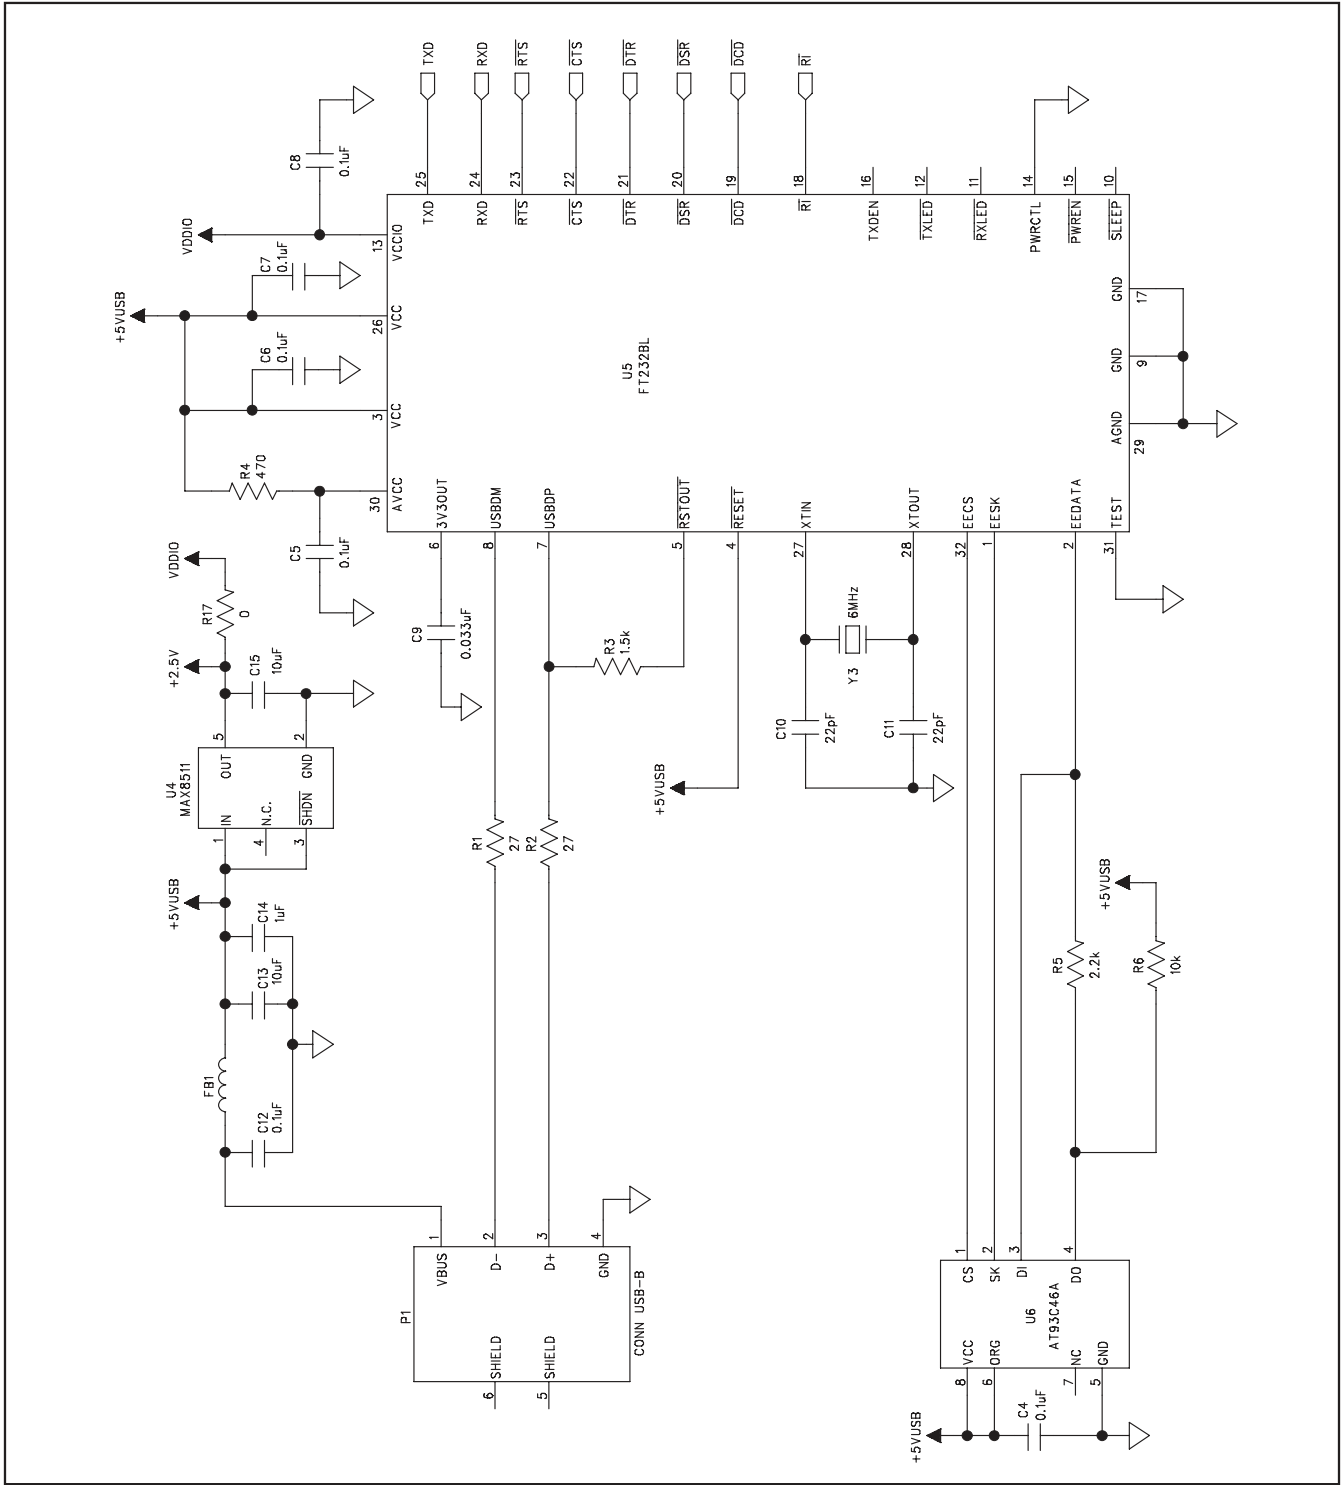 P1
CONN USB-B
VBUS
1
D-
2
D+
3
GND
4
SHIELD
6
SHIELD
5
C12
0.1uF
FB1
C13
10uF
C14
1uF
+5VUSB
U4
MAX8511
IN
1
N.C.
4
SHDN
3
OUT
5
GND
2
C15
10uF
+2.5V
R17
0
VDDIO
C5
0.1uF
R4
470
+5VUSB
C6
0.1uF
C7
0.1uF
VDDIO
C8
0.1uF
R1
27
R2
27
C9
0.033uF
R3
1.5k
+5VUSB
C10
22pF
C11
22pF
Y3
6MHz
U5
FT232BL
AVCC
30
VCC
3
VCC
26
VCCIO
13
3V3OUT
6
USBDM
8
USBDP
7
RSTOUT
5
RESET
4
XTIN
27
XTOUT
28
EECS
32
EESK
1
EEDATA
2
TEST
31
AGND
29
GND
9
GND
17
TXD
25
TXD
RXD
24
RXD
RTS
23
RTS
CTS
22
CTS
DTR
21
DTR
DSR
20
DSR
DCD
19
DCD
RI
18
RI
TXDEN
16
TXLED
12
RXLED
11
PWRCTL
14
PWREN
15
SLEEP
10
R5
2.2k
R6
10k
+5VUSB
U6
AT93C46A
CS
1
SK
2
DI
3
DO
4
VCC
8
ORG
6
NC
7
GND
5
C4
0.1uF
+5VUSB